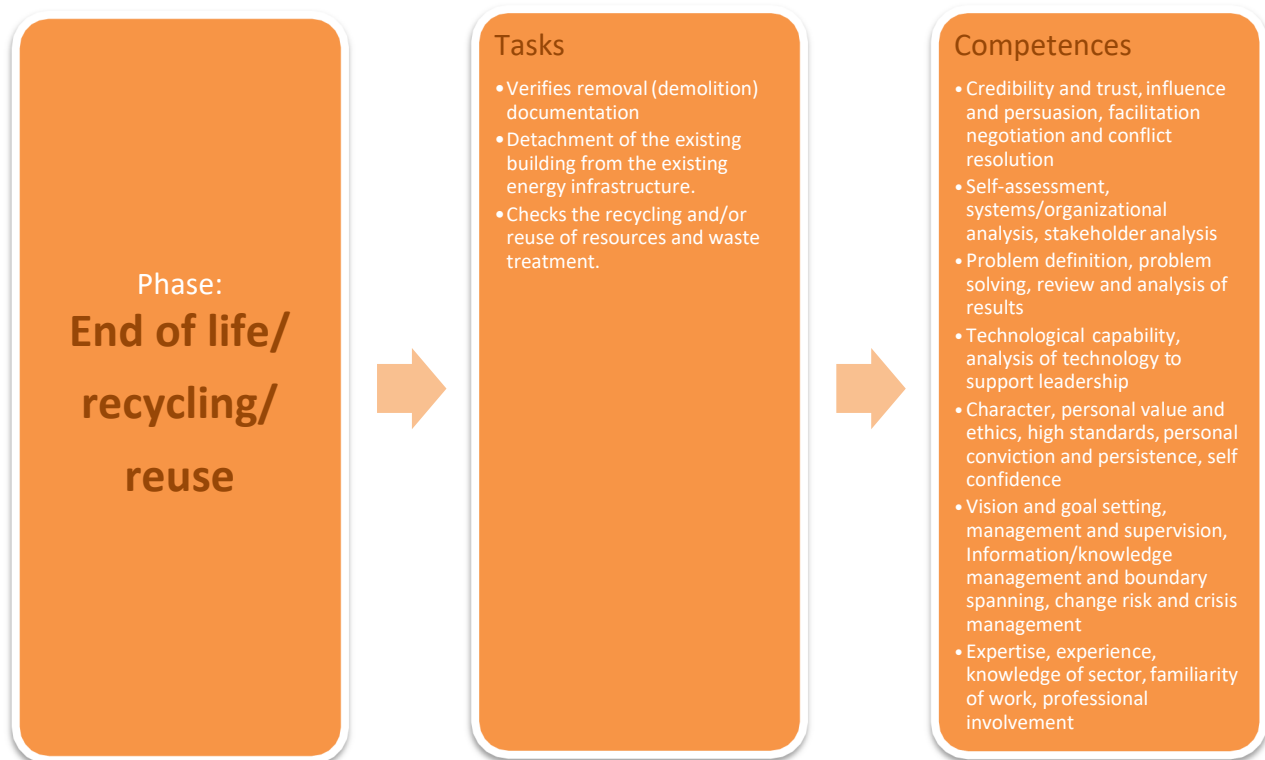 Phase:
End of life/
recycling/
reuse
Tasks
•Verifies removal (demolition)
documentation
•Detachment of the existing
building from the existing
energy infrastructure.
•Checks the recycling and/or
reuse of resources and waste
treatment.
Competences
•Credibility and trust, influence
and persuasion, facilitation
negotiation and conflict
resolution
•Self-assessment,
systems/organizational
analysis, stakeholder analysis
•Problem definition, problem
solving, review and analysis of
results
•Technological capability,
analysis of technology to
support leadership
•Character, personal value and
ethics, high standards, personal
conviction and persistence, self
confidence
•Vision and goal setting,
management and supervision,
Information/knowledge
management and boundary
spanning, change risk and crisis
management
•Expertise, experience,
knowledge of sector, familiarity
of work, professional
involvement